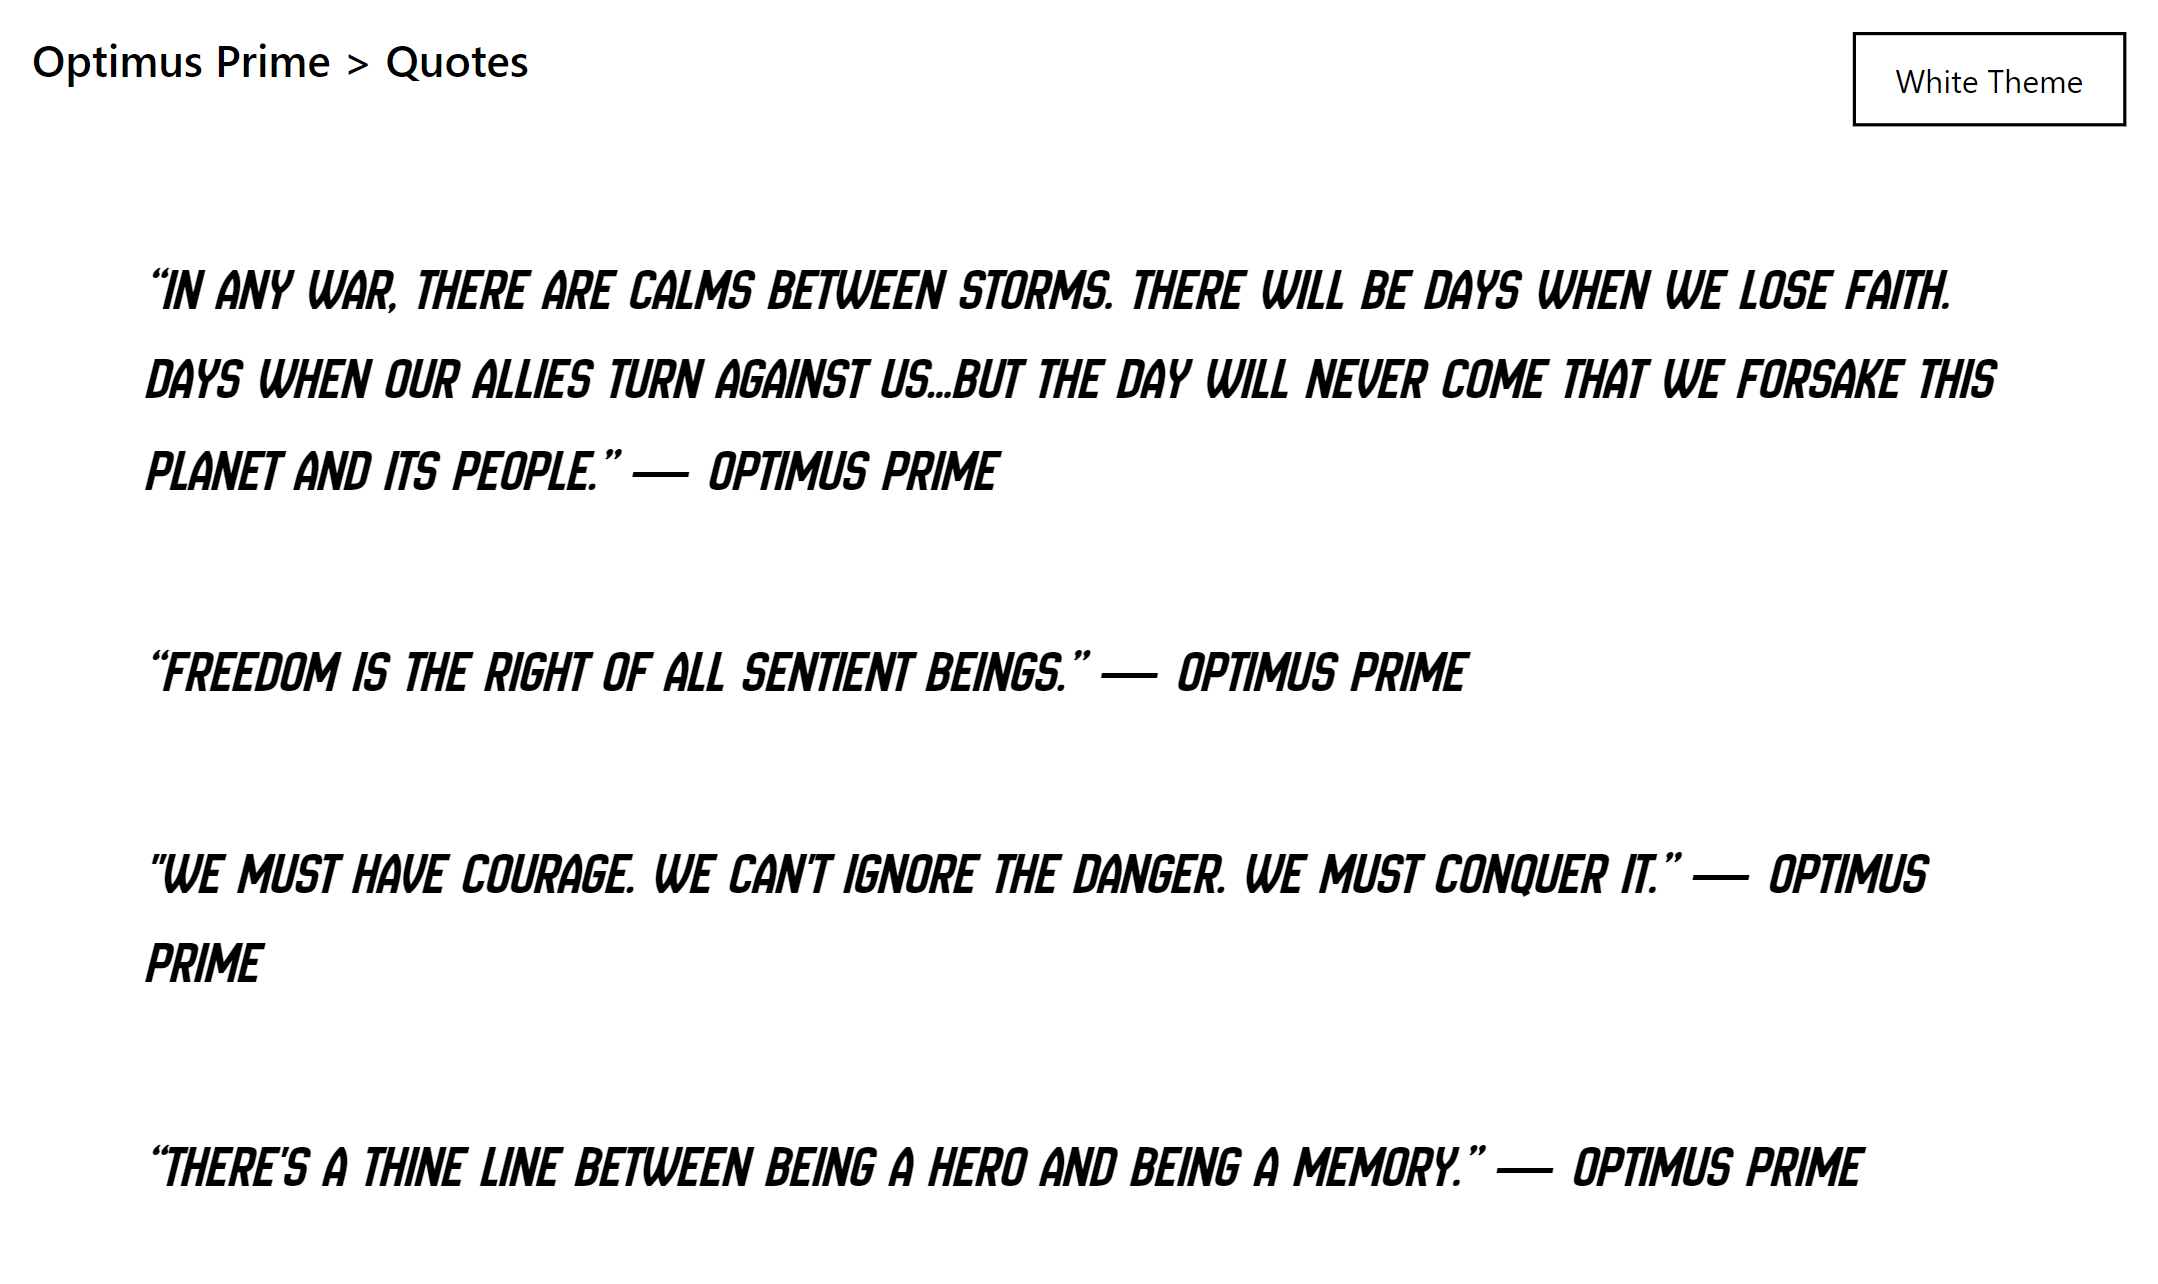 Optimus Prime > Quotes
White Theme
“IN ANY WAR, THERE ARE CALMS BETWEEN STORMS. THERE WILL BE DAYS WHEN WE LOSE FAITH.
DAYS WHEN OUR ALLIES TURN AGAINST US...BUT THE DAY WILL NEVER COME THAT WE FORSAKE THIS
PLANET AND ITS PEOPLE.” — OPTIMUS PRIME
“FREEDOM IS THE RIGHT OF ALL SENTIENT BEINGS.” — OPTIMUS PRIME
"WE MUST HAVE COURAGE. WE CAN'T IGNORE THE DANGER. WE MUST CONQUER IT.” — OPTIMUS
PRIME
“THERE'S A THINE LINE BETWEEN BEING A HERO AND BEING A MEMORY.” — OPTIMUS PRIME